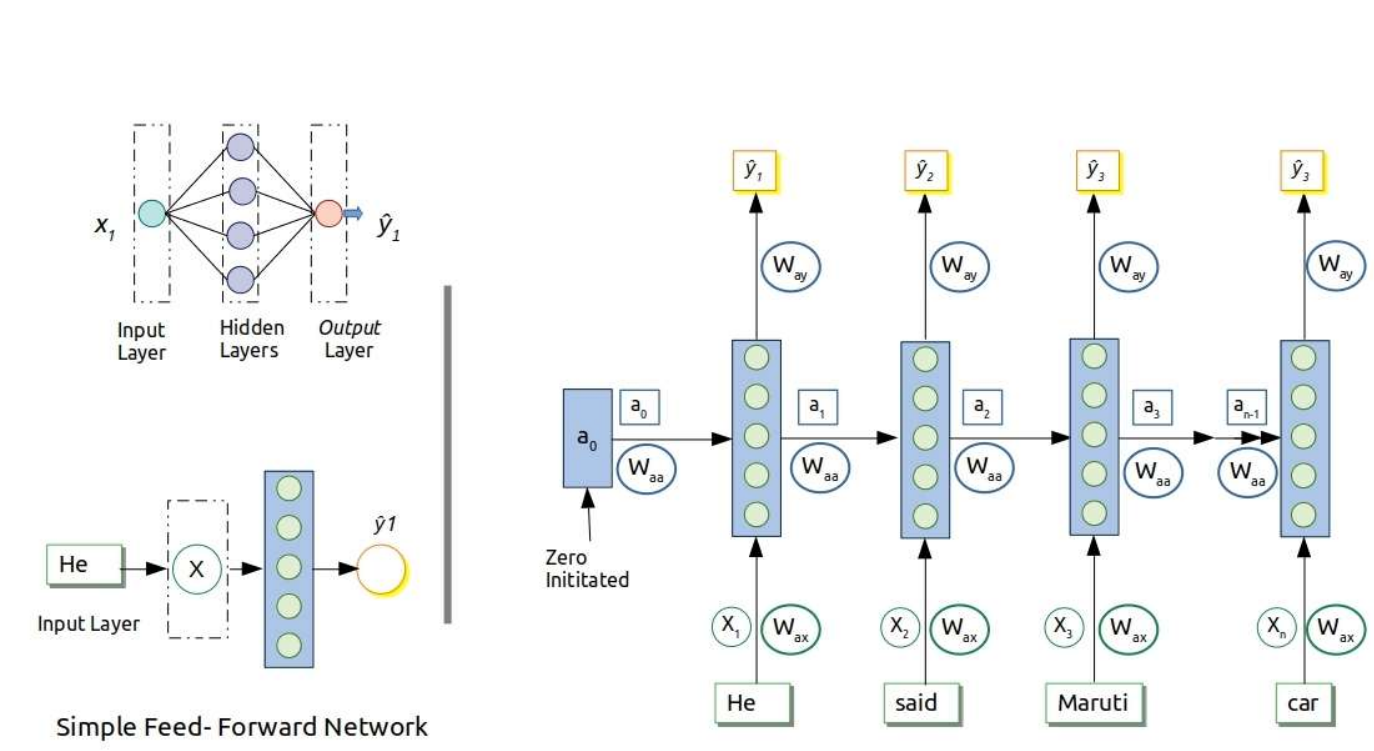 x₁
ŷ₁
Input
Layer
Hidden
Layers
Output
Layer
He
X
ŷ1
Input Layer
Simple Feed- Forward Network
ŷ₁
ŷ₂
ŷ₃
ŷ₃
Way
Way
Way
Way
a₀
a₀
a₁
a₂
a₃
aₙ₋₁
Waa
Waa
Waa
Waa
Waa
Zero
Inititated
X₁
Wax
X₂
Wax
X₃
Wax
Xₙ
Wax
He
said
Maruti
car